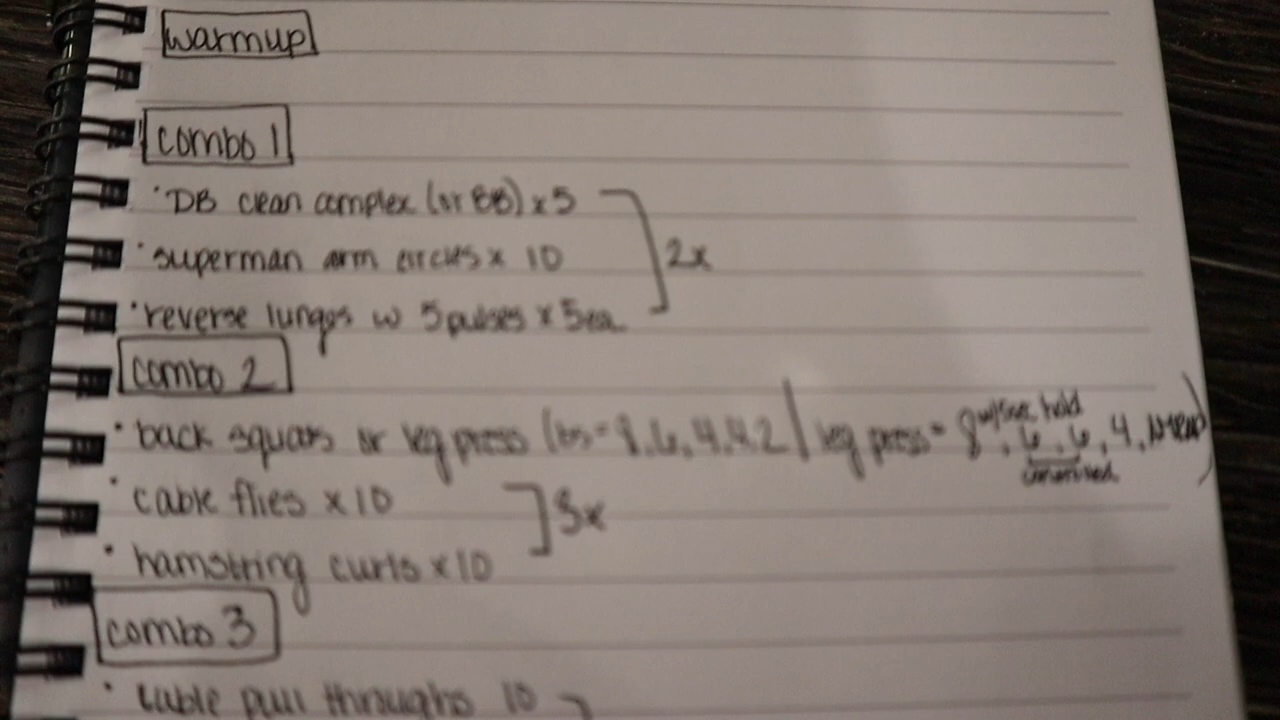 warmup
combo 1
· DB clean complex (or BB) x 5
· superman arm circles x 10
· reverse lunges w 5 pulses x 5ea
2x
combo 2
· back squats or leg press (bs = 8, 6, 4, 4, 2 | leg press = 8 hold, 6, 6, 4,
· cable flies x 10
· hamstring curls x 10
3x
combo 3
· cable pull throughs 10